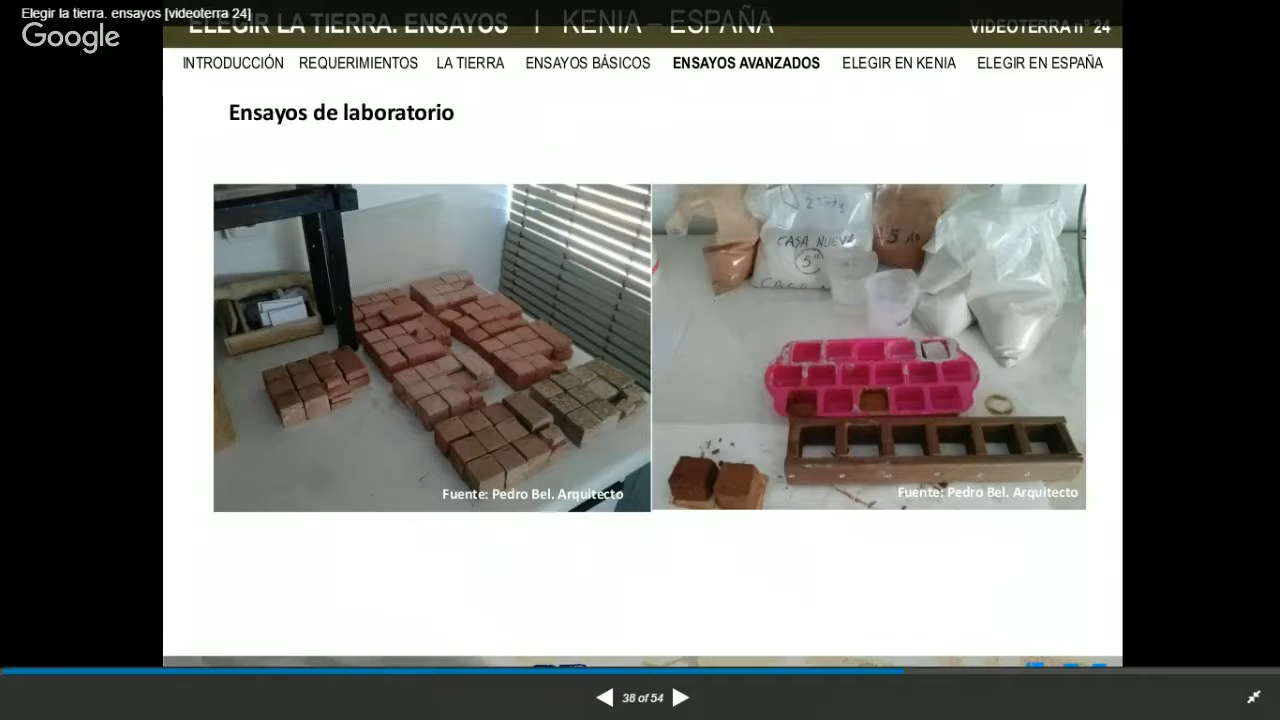 Elegir la tierra. ensayos [videoterra 24]
Google
ELEGIR LA TIERRA. ENSAYOS | KENIA – ESPAÑA VIDEOTERRA nº 24
INTRODUCCIÓN REQUERIMIENTOS LA TIERRA ENSAYOS BÁSICOS ENSAYOS AVANZADOS ELEGIR EN KENIA ELEGIR EN ESPAÑA
Ensayos de laboratorio
CASA NUEVA
5"
Fuente: Pedro Bel. Arquitecto
Fuente: Pedro Bel. Arquitecto
38 of 54